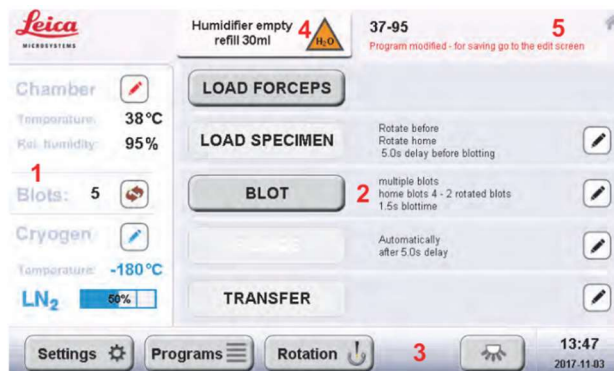 Leica
MICROSYSTEMS
Humidifier empty
refill 30ml
4
H₂O
37-95
5
Program modified - for saving go to the edit screen
Chamber
Temperature: 38°C
Rel. humidity: 95%
1
Blots: 5
Cryogen
Temperature: -180°C
LN₂ 50%
LOAD FORCEPS
LOAD SPECIMEN
Rotate before
Rotate home
5.0s delay before blotting
BLOT
2
multiple blots
home blots 4 - 2 rotated blots
1.5s blottime
Automatically
after 5.0s delay
TRANSFER
Settings
Programs
Rotation
3
13:47
2017-11-03